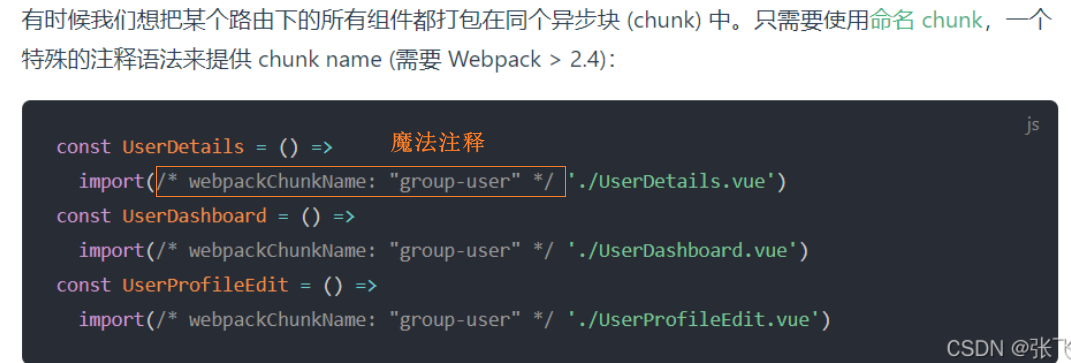 有时候我们想把某个路由下的所有组件都打包在同个异步块 (chunk) 中。只需要使用命名 chunk，一个
特殊的注释语法来提供 chunk name (需要 Webpack > 2.4)：
js
const UserDetails = () => 魔法注释
import(/* webpackChunkName: "group-user" */ './UserDetails.vue')
const UserDashboard = () =>
import(/* webpackChunkName: "group-user" */ './UserDashboard.vue')
const UserProfileEdit = () =>
import(/* webpackChunkName: "group-user" */ './UserProfileEdit.vue')
CSDN @张飞